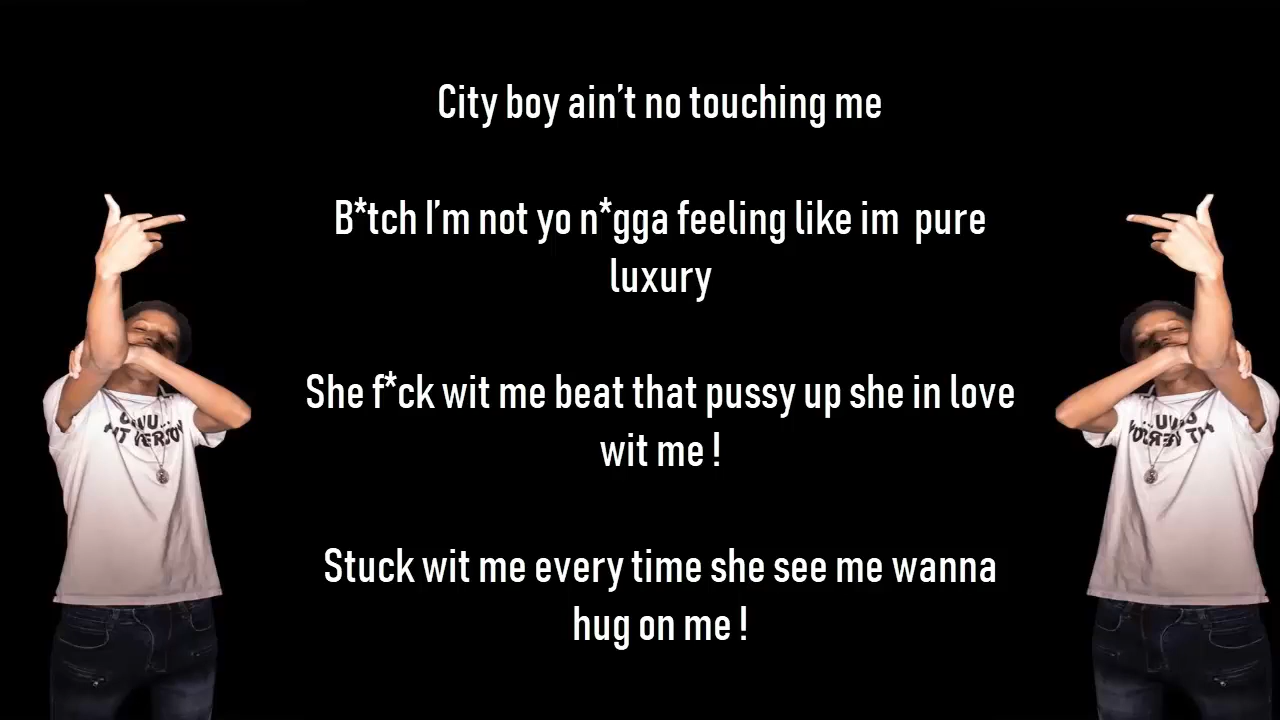 City boy ain’t no touching me
B*tch I’m not yo n*gga feeling like im  pure
luxury
She f*ck wit me beat that pussy up she in love
wit me !
Stuck wit me every time she see me wanna
hug on me !